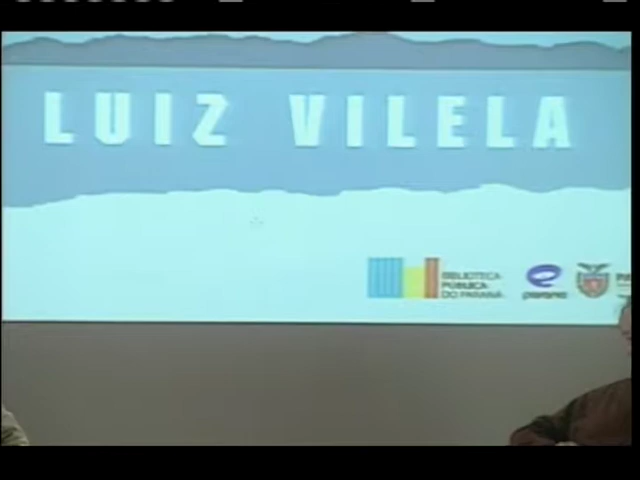 LUIZ VILELA
BIBLIOTECA
PÚBLICA
DO PARANÁ
paraná